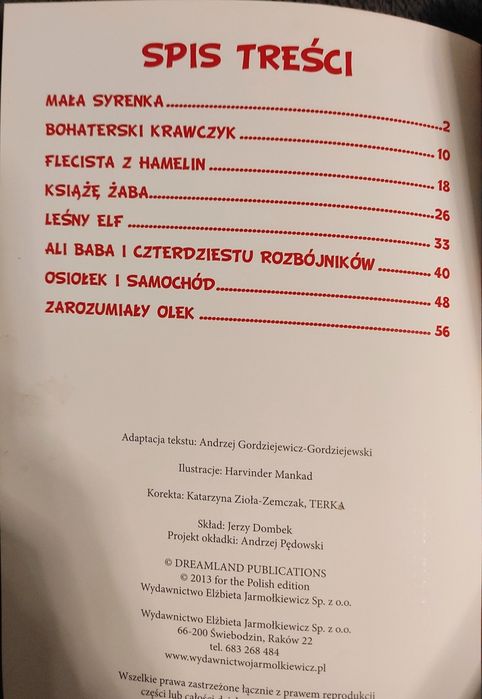 SPIS TREŚCI
MAŁA SYRENKA ........ 2
BOHATERSKI KRAWCZYK ........ 10
FLECISTA Z HAMELIN ........ 18
KSIĄŻĘ ŻABA ........ 26
LEŚNY ELF ........ 33
ALI BABA I CZTERDZIESTU ROZBÓJNIKÓW ........ 40
OSIOŁEK I SAMOCHÓD ........ 48
ZAROZUMIAŁY OLEK ........ 56
Adaptacja tekstu: Andrzej Gordziejewicz-Gordziejewski
Ilustracje: Harvinder Mankad
Korekta: Katarzyna Zioła-Zemczak, TERKA
Skład: Jerzy Dombek
Projekt okładki: Andrzej Pędowski
© DREAMLAND PUBLICATIONS
© 2013 for the Polish edition
Wydawnictwo Elżbieta Jarmołkiewicz Sp. z o.o.
Wydawnictwo Elżbieta Jarmołkiewicz Sp. z o.o.
66-200 Świebodzin, Raków 22
tel. 683 268 484
www.wydawnictwojarmolkiewicz.pl
Wszelkie prawa zastrzeżone łącznie z prawem reprodukcji
części lub całości